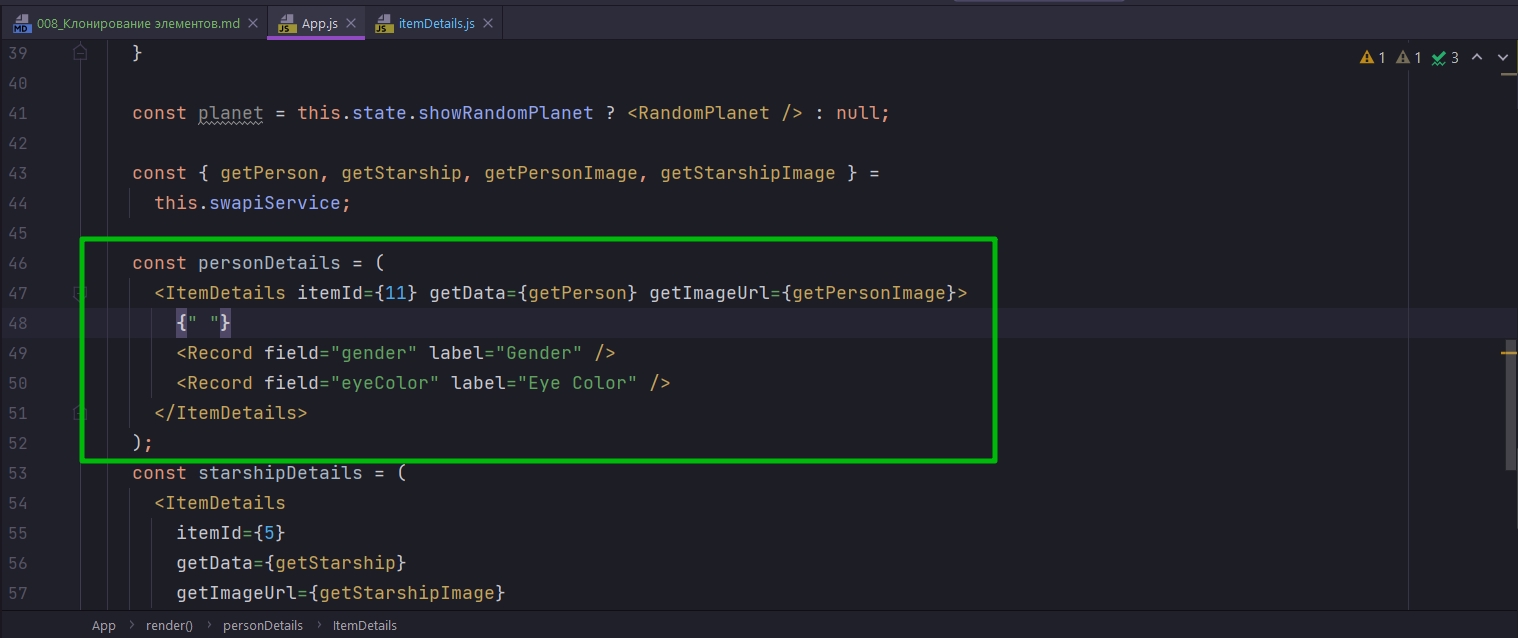 008_Клонирование элементов.md App.js itemDetails.js
39 }
1 1 3
40
41 const planet = this.state.showRandomPlanet ? <RandomPlanet /> : null;
42
43 const { getPerson, getStarship, getPersonImage, getStarshipImage } =
44 this.swapiService;
45
46 const personDetails = (
47 <ItemDetails itemId={11} getData={getPerson} getImageUrl={getPersonImage}>
48 {" "}
49 <Record field="gender" label="Gender" />
50 <Record field="eyeColor" label="Eye Color" />
51 </ItemDetails>
52 );
53 const starshipDetails = (
54 <ItemDetails
55 itemId={5}
56 getData={getStarship}
57 getImageUrl={getStarshipImage}
App render() personDetails ItemDetails